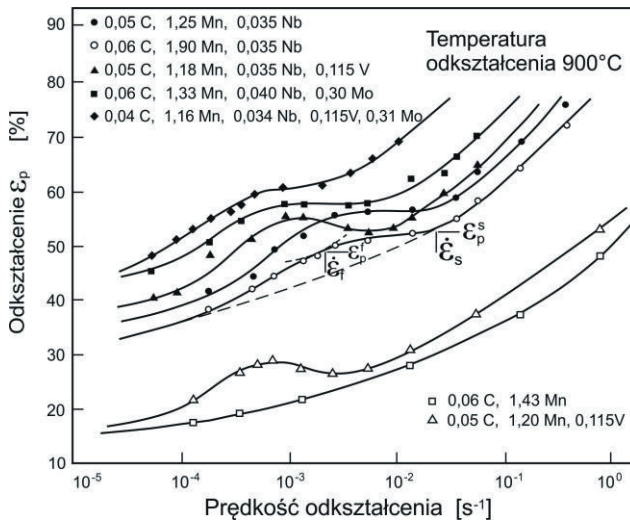 0,05 C, 1,25 Mn, 0,035 Nb
0,06 C, 1,90 Mn, 0,035 Nb
0,05 C, 1,18 Mn, 0,035 Nb, 0,115 V
0,06 C, 1,33 Mn, 0,040 Nb, 0,30 Mo
0,04 C, 1,16 Mn, 0,034 Nb, 0,115V, 0,31 Mo
Temperatura
odkształcenia 900°C
Odkształcenie εp [%]
90
80
70
60
50
40
30
20
10
ε̇f
εpf
ε̇s
εps
0,06 C, 1,43 Mn
0,05 C, 1,20 Mn, 0,115V
10-5
10-4
10-3
10-2
10-1
100
Prędkość odkształcenia [s-1]